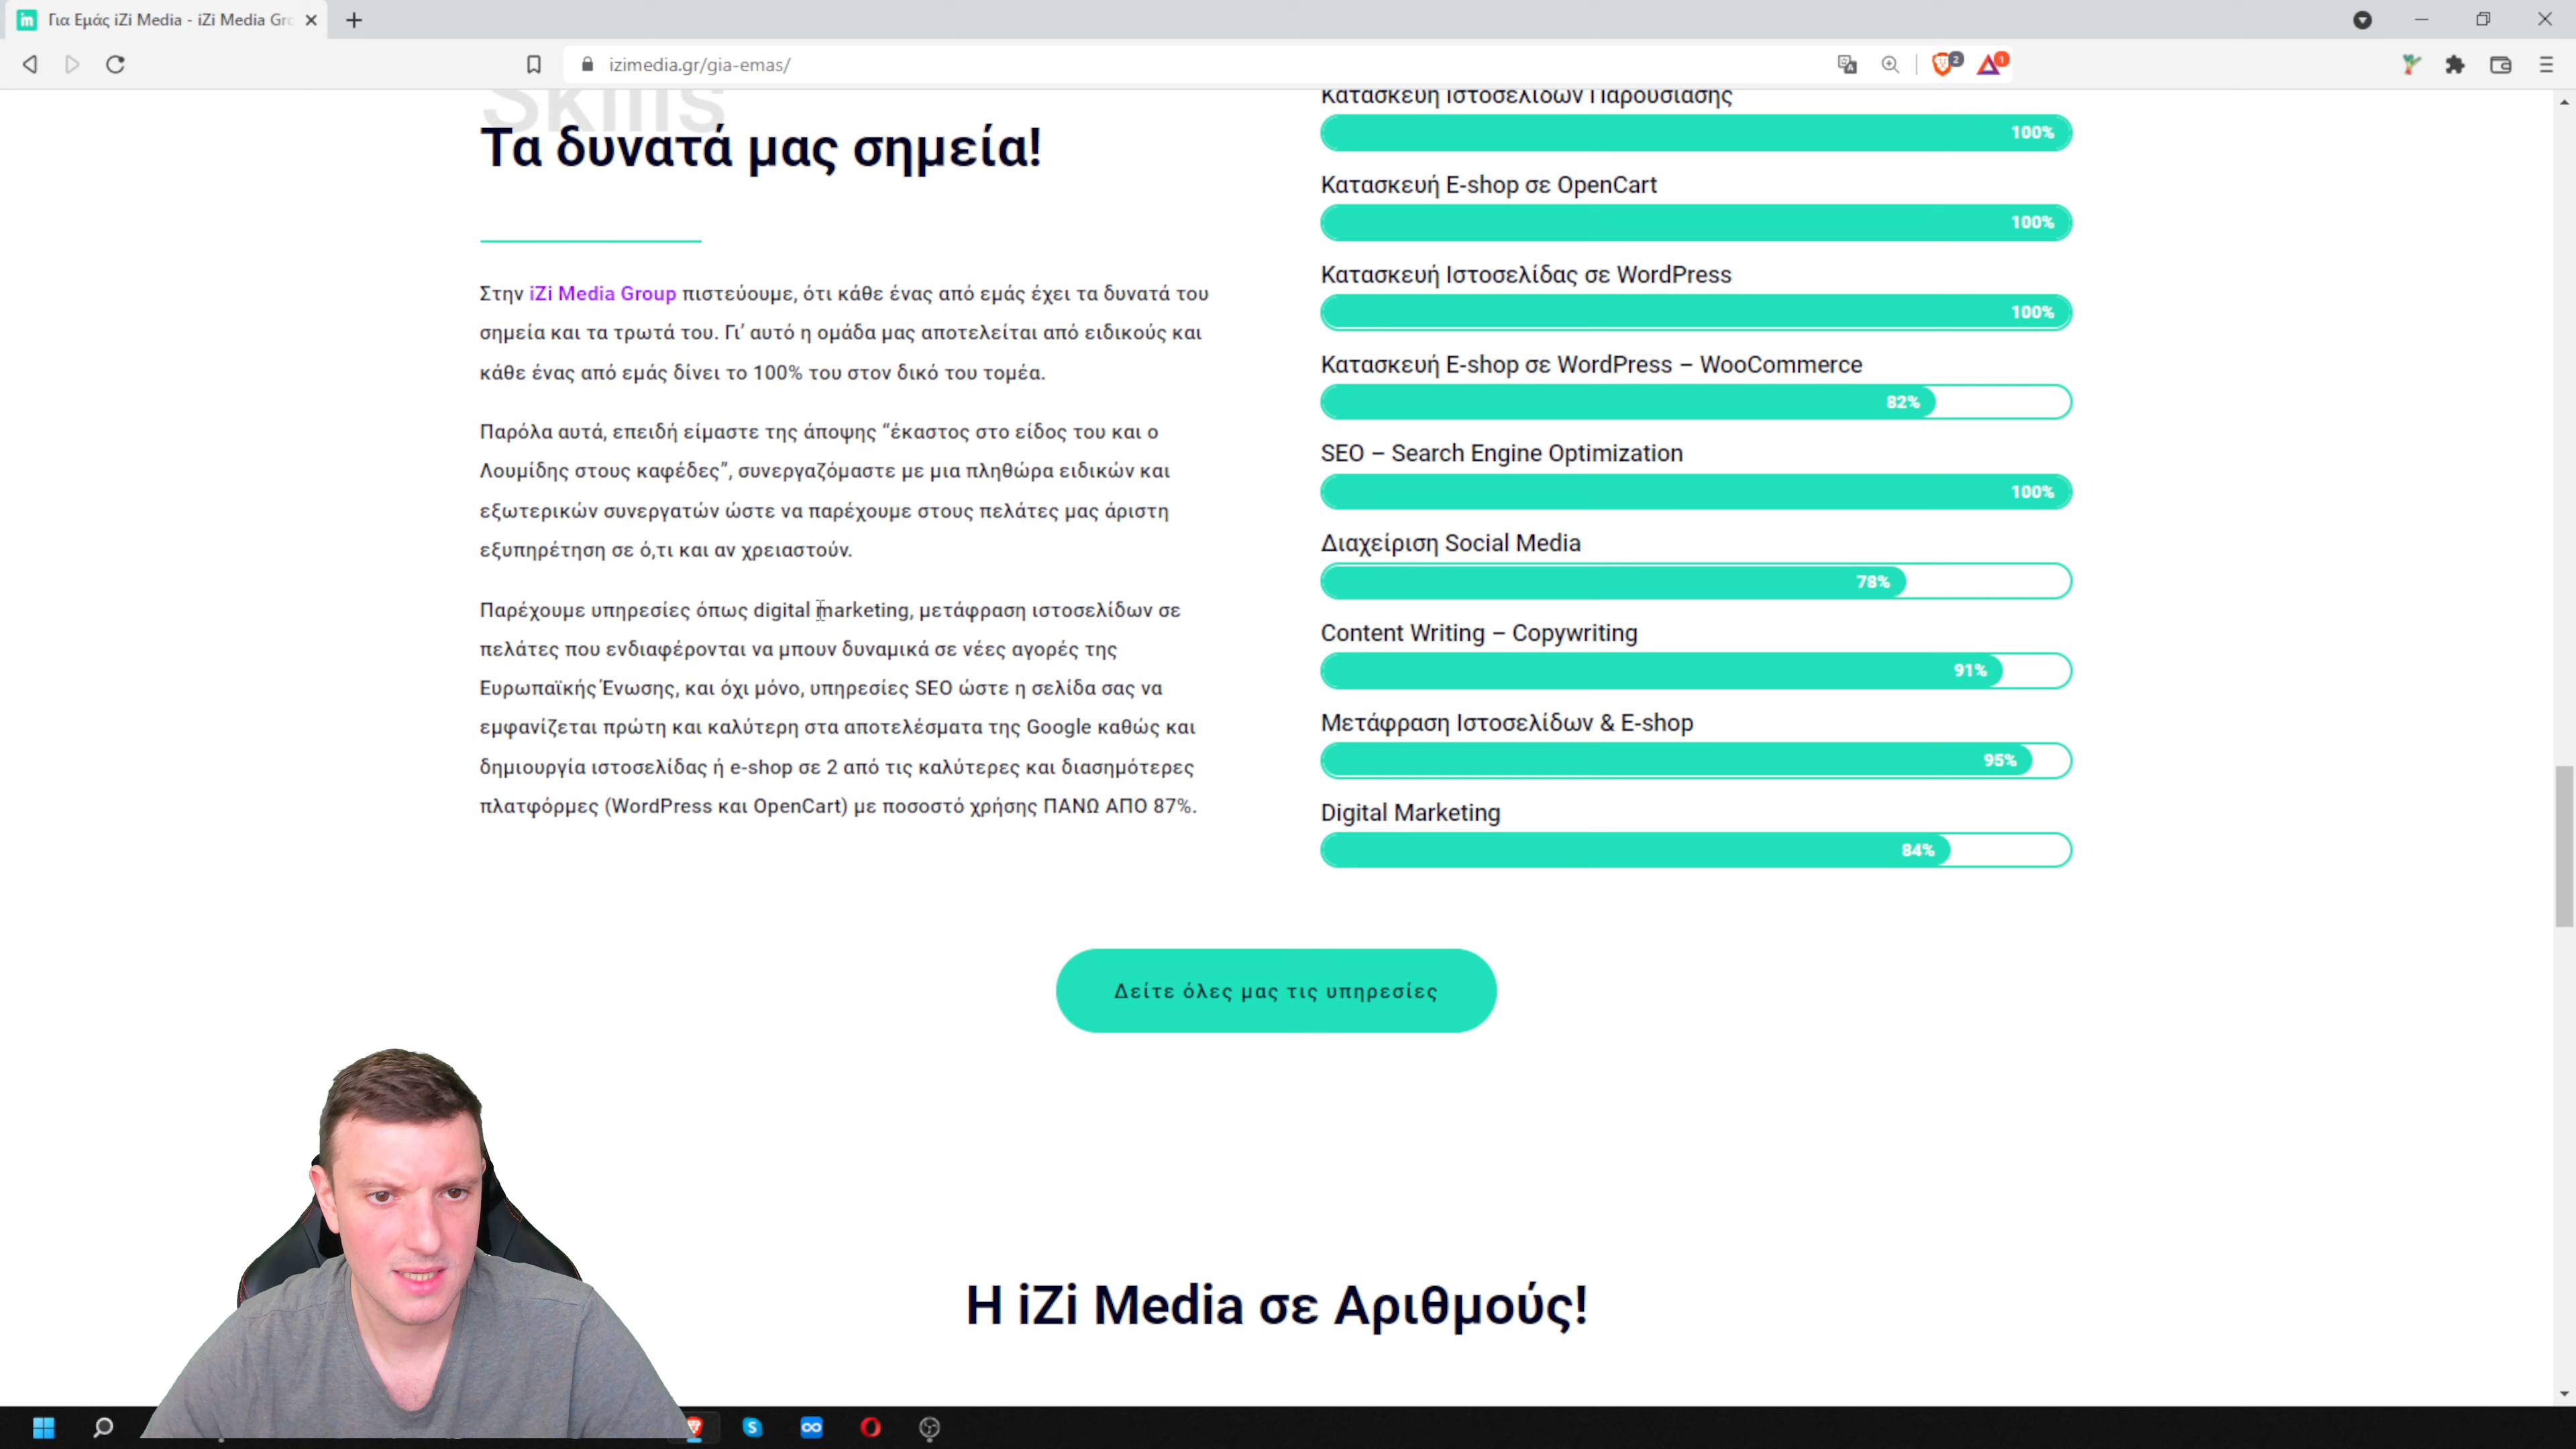 Για Εμάς iZi Media - iZi Media Gro
izimedia.gr/gia-emas/
2
1
Skills
Τα δυνατά μας σημεία!
Στην iZi Media Group πιστεύουμε, ότι κάθε ένας από εμάς έχει τα δυνατά του
σημεία και τα τρωτά του. Γι’ αυτό η ομάδα μας αποτελείται από ειδικούς και
κάθε ένας από εμάς δίνει το 100% του στον δικό του τομέα.
Παρόλα αυτά, επειδή είμαστε της άποψης “έκαστος στο είδος του και ο
Λουμίδης στους καφέδες”, συνεργαζόμαστε με μια πληθώρα ειδικών και
εξωτερικών συνεργατών ώστε να παρέχουμε στους πελάτες μας άριστη
εξυπηρέτηση σε ό,τι και αν χρειαστούν.
Παρέχουμε υπηρεσίες όπως digital marketing, μετάφραση ιστοσελίδων σε
πελάτες που ενδιαφέρονται να μπουν δυναμικά σε νέες αγορές της
Ευρωπαϊκής Ένωσης, και όχι μόνο, υπηρεσίες SEO ώστε η σελίδα σας να
εμφανίζεται πρώτη και καλύτερη στα αποτελέσματα της Google καθώς και
δημιουργία ιστοσελίδας ή e-shop σε 2 από τις καλύτερες και διασημότερες
πλατφόρμες (WordPress και OpenCart) με ποσοστό χρήσης ΠΑΝΩ ΑΠΟ 87%.
Κατασκευή Ιστοσελίδων Παρουσίασης
100%
Κατασκευή E-shop σε OpenCart
100%
Κατασκευή Ιστοσελίδας σε WordPress
100%
Κατασκευή E-shop σε WordPress – WooCommerce
82%
SEO – Search Engine Optimization
100%
Διαχείριση Social Media
78%
Content Writing – Copywriting
91%
Μετάφραση Ιστοσελίδων & E-shop
95%
Digital Marketing
84%
Δείτε όλες μας τις υπηρεσίες
Η iZi Media σε Αριθμούς!